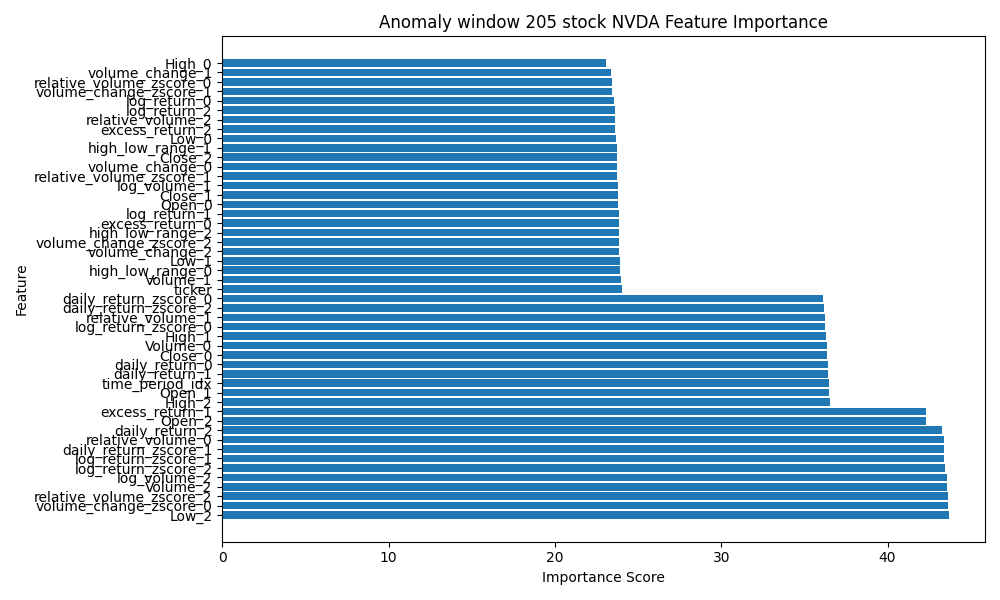 Anomaly window 205 stock NVDA Feature Importance
High_0
volume_change_1
relative_volume_zscore_0
volume_change_zscore_1
log_return_0
log_return_2
relative_volume_2
excess_return_2
Low_0
high_low_range_1
Close_2
volume_change_0
relative_volume_zscore_1
log_volume_1
Close_1
Open_0
log_return_1
excess_return_0
high_low_range_2
volume_change_zscore_2
volume_change_2
Low_1
high_low_range_0
Volume_1
ticker
daily_return_zscore_0
daily_return_zscore_2
relative_volume_1
log_return_zscore_0
High_1
Volume_0
Close_0
daily_return_0
daily_return_1
time_period_idx
Open_1
High_2
excess_return_1
Open_2
daily_return_2
relative_volume_0
daily_return_zscore_1
log_return_zscore_1
log_return_zscore_2
log_volume_2
Volume_2
relative_volume_zscore_2
volume_change_zscore_0
Low_2
Feature
0 10 20 30 40
Importance Score